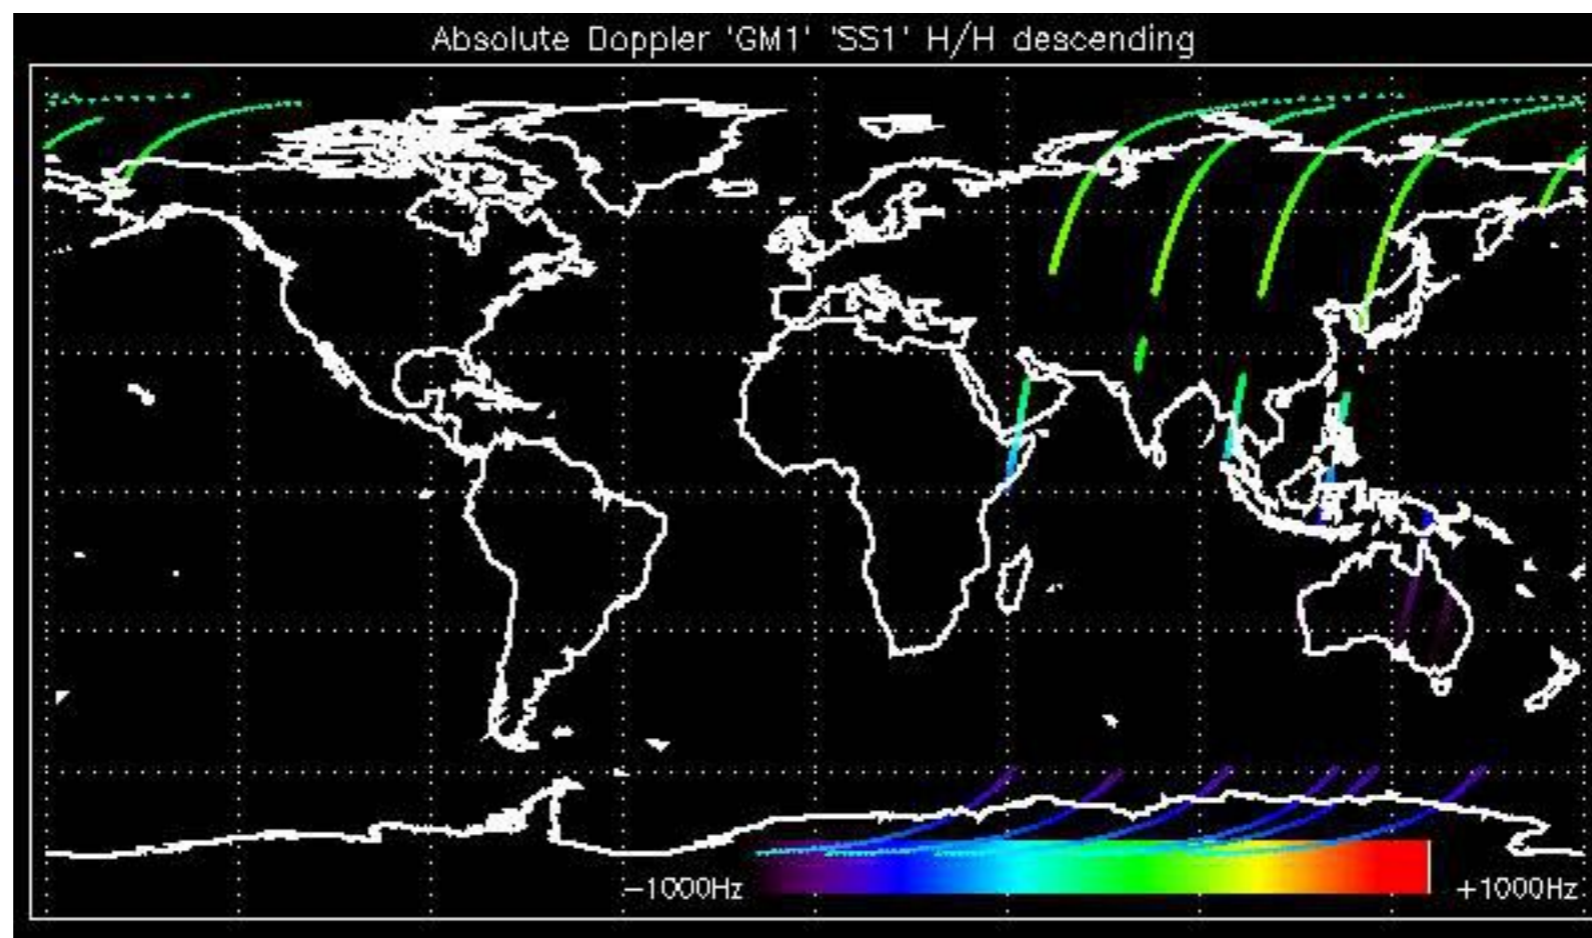 Absolute Doppler 'GM1' 'SS1' H/H descending
−1000Hz
+1000Hz